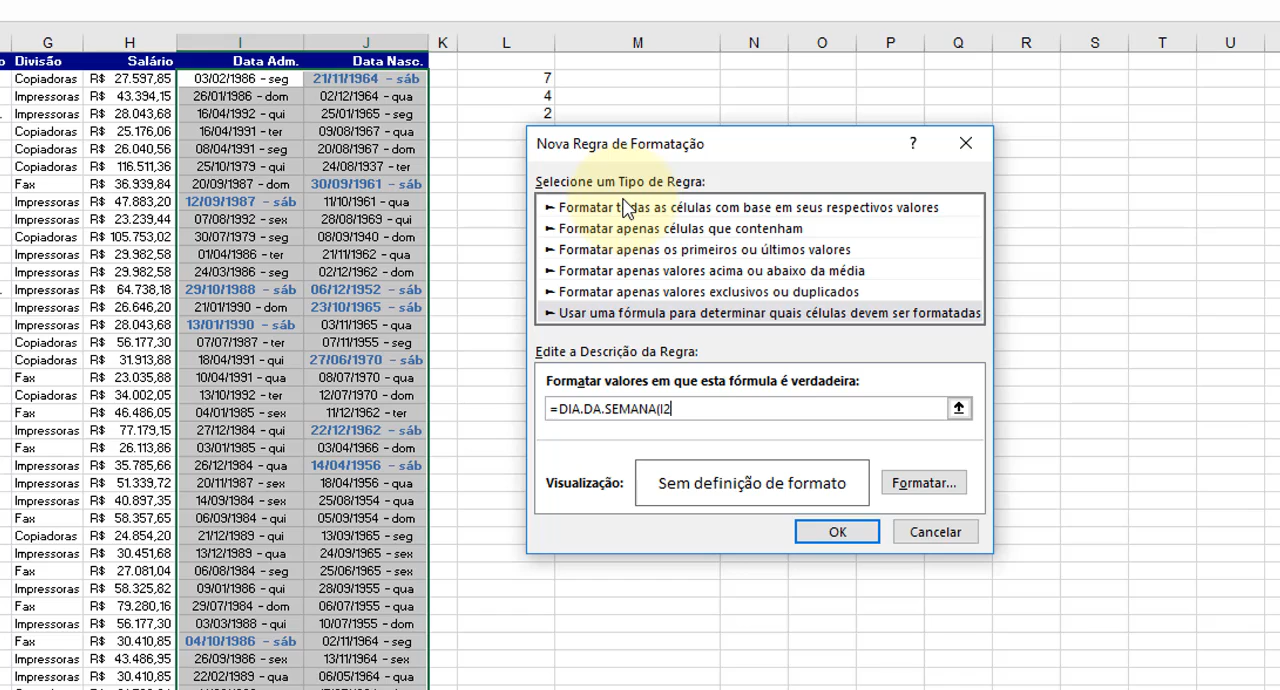 G H I J K L M N O P Q R S T U
o Divisão Salário Data Adm. Data Nasc.
Copiadoras R$ 27.597,85 03/02/1986 - seg 21/11/1964 - sáb 7
Impressoras R$ 43.394,15 26/01/1986 - dom 02/12/1964 - qua 4
Impressoras R$ 28.043,68 16/04/1992 - qui 25/01/1965 - seg 2
Copiadoras R$ 25.176,06 16/04/1991 - ter 09/08/1967 - qua
Copiadoras R$ 26.040,56 08/04/1991 - seg 20/08/1967 - dom
Copiadoras R$ 116.511,36 25/10/1979 - qui 24/08/1937 - ter
Fax R$ 36.939,84 20/09/1987 - dom 30/09/1961 - sáb
Impressoras R$ 47.883,20 12/09/1987 - sáb 11/10/1961 - qua
Impressoras R$ 23.239,44 07/08/1992 - sex 28/08/1969 - qui
Copiadoras R$ 105.753,02 30/07/1979 - seg 08/09/1940 - dom
Impressoras R$ 29.982,58 01/04/1986 - ter 21/11/1962 - qua
Impressoras R$ 29.982,58 24/03/1986 - seg 02/12/1962 - dom
Impressoras R$ 64.738,18 29/10/1988 - sáb 06/12/1952 - sáb
Impressoras R$ 26.646,20 21/01/1990 - dom 23/10/1965 - sáb
Impressoras R$ 28.043,68 13/01/1990 - sáb 03/11/1965 - qua
Copiadoras R$ 56.177,30 07/07/1987 - ter 07/11/1955 - seg
Copiadoras R$ 31.913,88 18/04/1991 - qui 27/06/1970 - sáb
Fax R$ 23.035,88 10/04/1991 - qua 08/07/1970 - qua
Copiadoras R$ 34.002,05 13/10/1992 - ter 12/07/1970 - dom
Fax R$ 46.486,05 04/01/1985 - sex 11/12/1962 - ter
Impressoras R$ 77.179,15 27/12/1984 - qui 22/12/1962 - sáb
Fax R$ 26.113,86 03/01/1985 - qui 03/04/1966 - dom
Impressoras R$ 35.785,66 26/12/1984 - qua 14/04/1956 - sáb
Impressoras R$ 51.339,72 20/11/1987 - sex 18/04/1956 - qua
Impressoras R$ 40.897,35 14/09/1984 - sex 25/08/1954 - qua
Fax R$ 58.357,65 06/09/1984 - qui 05/09/1954 - dom
Copiadoras R$ 24.854,20 21/12/1989 - qui 13/09/1965 - seg
Impressoras R$ 30.451,68 13/12/1989 - qua 24/09/1965 - sex
Fax R$ 27.081,04 06/08/1984 - seg 25/06/1965 - sex
Impressoras R$ 58.325,82 09/01/1986 - qui 28/09/1955 - qua
Fax R$ 79.280,16 29/07/1984 - dom 06/07/1955 - qua
Impressoras R$ 56.177,30 03/03/1988 - qui 10/07/1955 - dom
Fax R$ 30.410,85 04/10/1986 - sáb 02/11/1964 - seg
Impressoras R$ 43.486,95 26/09/1986 - sex 13/11/1964 - sex
Impressoras R$ 30.410,85 22/02/1989 - qua 06/05/1964 - qua
Nova Regra de Formatação ?
Selecione um Tipo de Regra:
► Formatar todas as células com base em seus respectivos valores
► Formatar apenas células que contenham
► Formatar apenas os primeiros ou últimos valores
► Formatar apenas valores acima ou abaixo da média
► Formatar apenas valores exclusivos ou duplicados
► Usar uma fórmula para determinar quais células devem ser formatadas
Edite a Descrição da Regra:
Formatar valores em que esta fórmula é verdadeira:
=DIA.DA.SEMANA(I2
Visualização: Sem definição de formato Formatar...
OK Cancelar